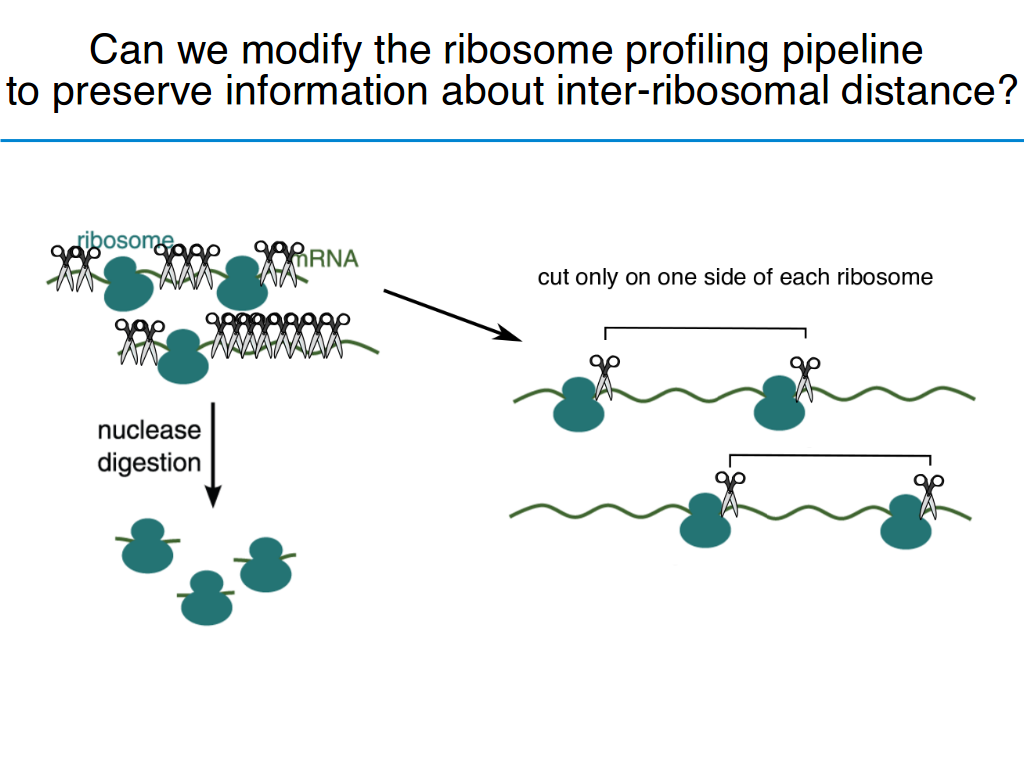 Can we modify the ribosome profiling pipeline
to preserve information about inter-ribosomal distance?
ribosome
mRNA
cut only on one side of each ribosome
nuclease
digestion